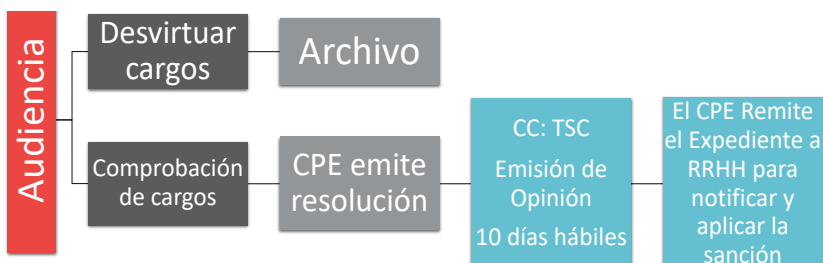 Audiencia
Desvirtuar
cargos
Archivo
Comprobación
de cargos
CPE emite
resolución
CC: TSC
Emisión de
Opinión
10 días hábiles
El CPE Remite
el Expediente a
RRHH para
notificar y
aplicar la
sanción